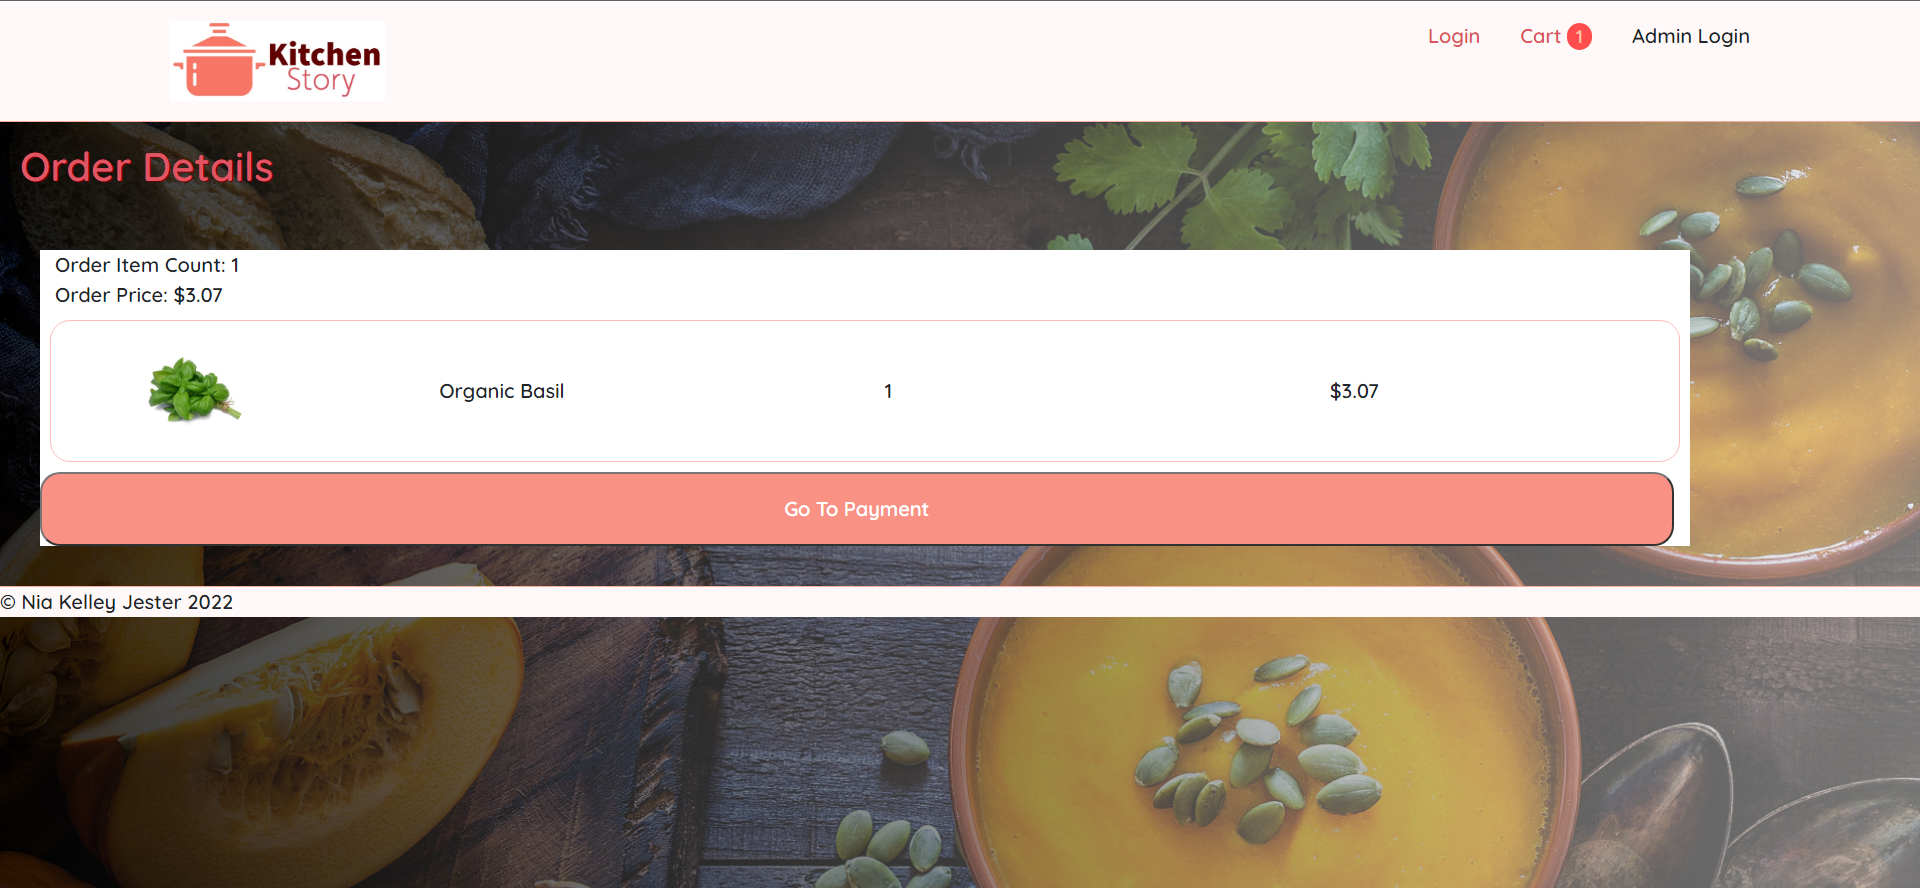 Kitchen
Story
Login
Cart 1
Admin Login
Order Details
Order Item Count: 1
Order Price: $3.07
Organic Basil 1 $3.07
Go To Payment
© Nia Kelley Jester 2022